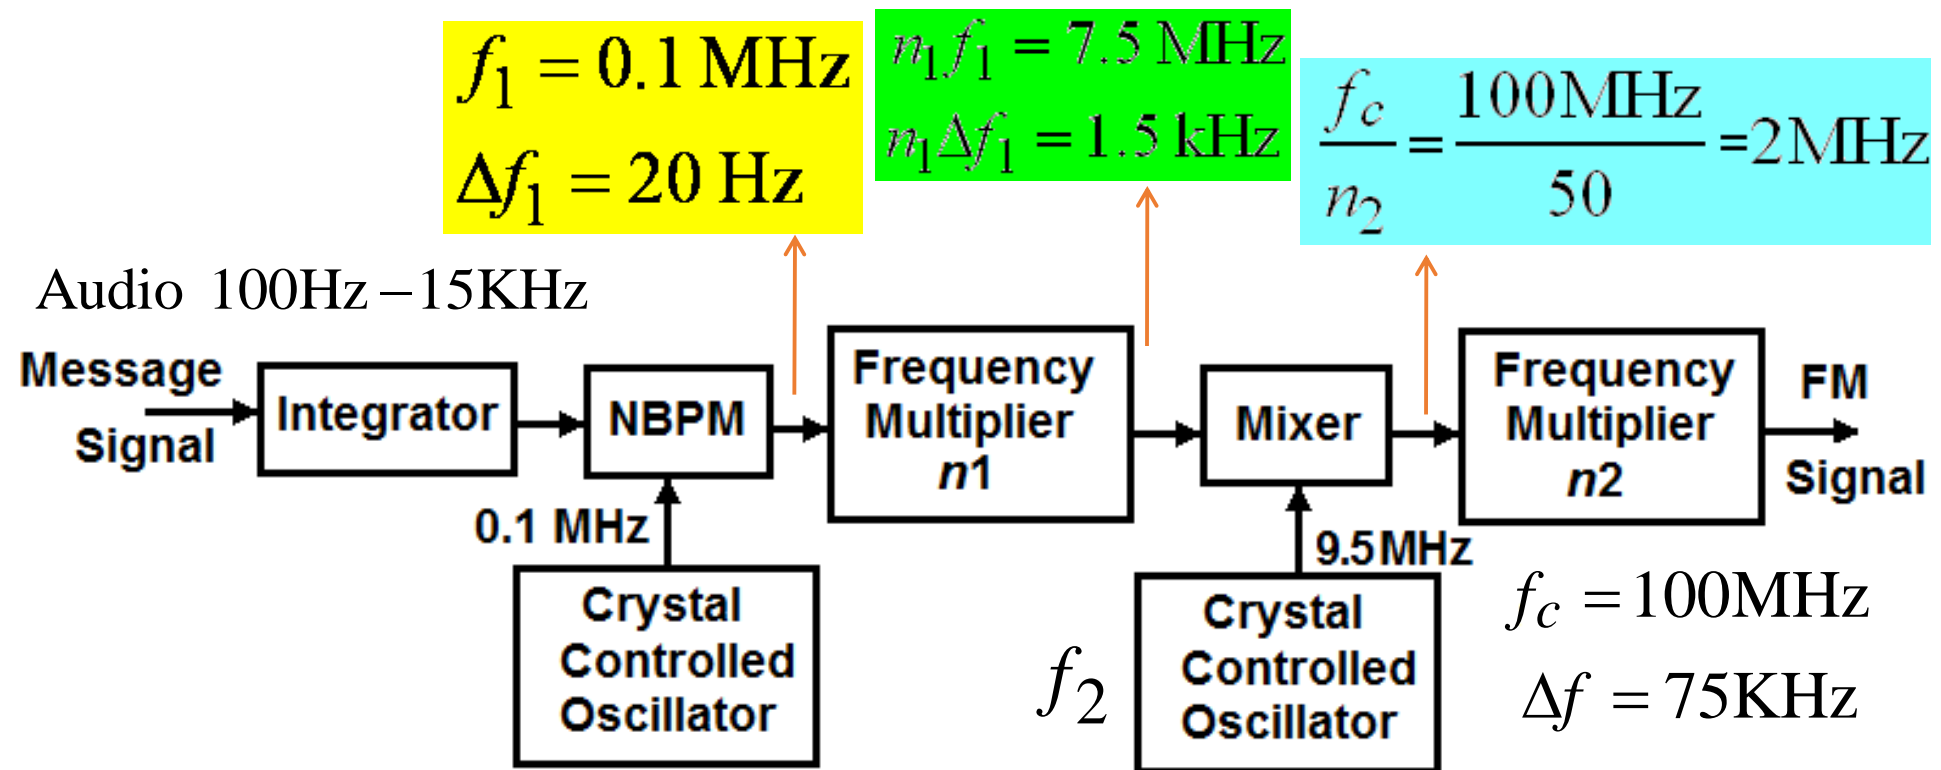 f₁ = 0.1 MHz
Δf₁ = 20 Hz
n₁f₁ = 7.5 MHz
n₁Δf₁ = 1.5 kHz
f_c/n₂ = 100MHz/50 =2MHz
Audio 100Hz–15KHz
Message
Signal
Integrator
NBPM
Frequency
Multiplier
n1
Mixer
Frequency
Multiplier
n2
FM
Signal
0.1 MHz
9.5MHz
Crystal
Controlled
Oscillator
f₂
Crystal
Controlled
Oscillator
f_c = 100MHz
Δf = 75KHz